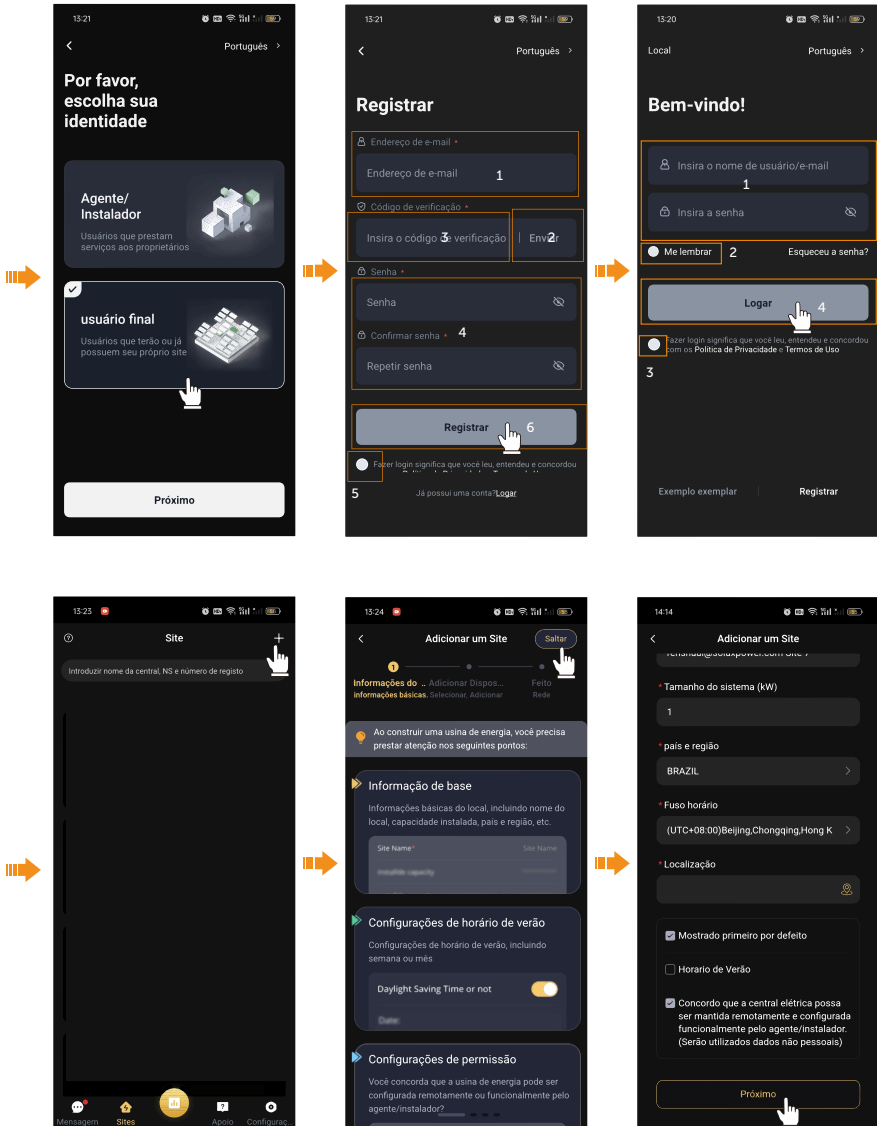 13:21
Português
Por favor,
escolha sua
identidade
Agente/
Instalador
Usuários que prestam
serviços aos proprietários
usuário final
Usuários que terão ou já
possuem seu próprio site
Próximo
13:21
Português
Registrar
Endereço de e-mail *
Endereço de e-mail
1
Código de verificação *
Insira o código de verificação
3
Enviar
2
Senha *
Senha
Confirmar senha *
4
Repetir senha
Registrar
6
Fazer login significa que você leu, entendeu e concordou
5
Já possui uma conta?Logar
13:20
Local
Português
Bem-vindo!
Insira o nome de usuário/e-mail
1
Insira a senha
Me lembrar
2
Esqueceu a senha?
Logar
4
Fazer login significa que você leu, entendeu e concordou
com os Política de Privacidade e Termos de Uso
3
Exemplo exemplar
Registrar
13:23
Site
Introduzir nome da central, NS e número de registo
Mensagem
Sites
Apoio
Configuraç...
13:24
Adicionar um Site
Saltar
1
Informações do ..
Adicionar Dispos...
Feito
informações básicas.
Selecionar, Adicionar
Rede
Ao construir uma usina de energia, você precisa
prestar atenção nos seguintes pontos:
Informação de base
Informações básicas do local, incluindo nome do
local, capacidade instalada, país e região, etc.
Site Name*
Site Name
Configurações de horário de verão
Configurações de horário de verão, incluindo
semana ou mês
Daylight Saving Time or not
Date:
Configurações de permissão
Você concorda que a usina de energia pode ser
configurada remotamente ou funcionalmente pelo
agente/instalador?
14:14
Adicionar um Site
* Tamanho do sistema (kW)
1
* país e região
BRAZIL
* Fuso horário
(UTC+08:00)Beijing,Chongqing,Hong K
* Localização
Mostrado primeiro por defeito
Horario de Verão
Concordo que a central elétrica possa
ser mantida remotamente e configurada
funcionalmente pelo agente/instalador.
(Serão utilizados dados não pessoais)
Próximo